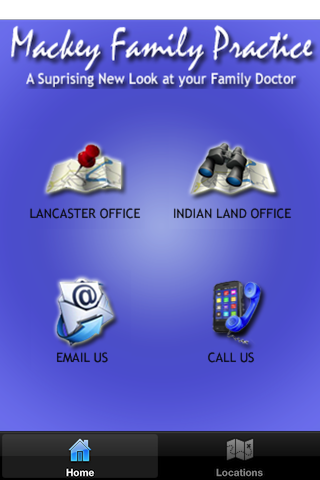 Mackey Family Practice
A Suprising New Look at your Family Doctor
LANCASTER OFFICE
INDIAN LAND OFFICE
@
EMAIL US
CALL US
Home
Locations